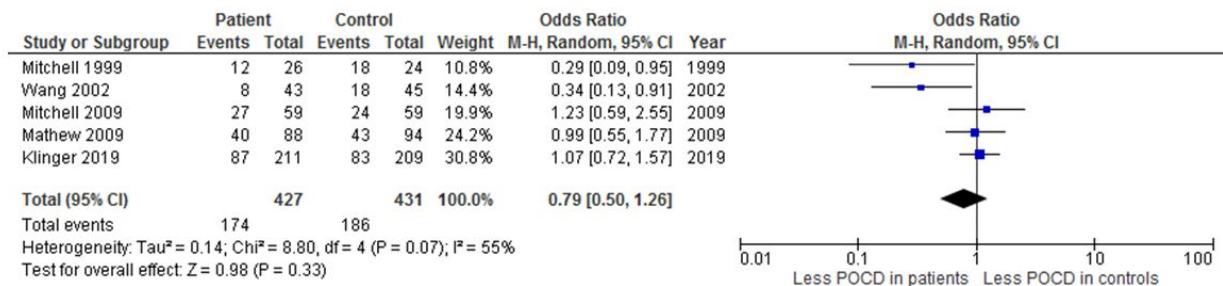 Patient Control Odds Ratio Odds Ratio
Study or Subgroup Events Total Events Total Weight M-H, Random, 95% CI Year M-H, Random, 95% CI
Mitchell 1999 12 26 18 24 10.8% 0.29 [0.09, 0.95] 1999
Wang 2002 8 43 18 45 14.4% 0.34 [0.13, 0.91] 2002
Mitchell 2009 27 59 24 59 19.9% 1.23 [0.59, 2.55] 2009
Mathew 2009 40 88 43 94 24.2% 0.99 [0.55, 1.77] 2009
Klinger 2019 87 211 83 209 30.8% 1.07 [0.72, 1.57] 2019
Total (95% CI) 427 431 100.0% 0.79 [0.50, 1.26]
Total events 174 186
Heterogeneity: Tau² = 0.14; Chi² = 8.80, df = 4 (P = 0.07); I² = 55%
Test for overall effect: Z = 0.98 (P = 0.33)
0.01 0.1 1 10 100
Less POCD in patients Less POCD in controls